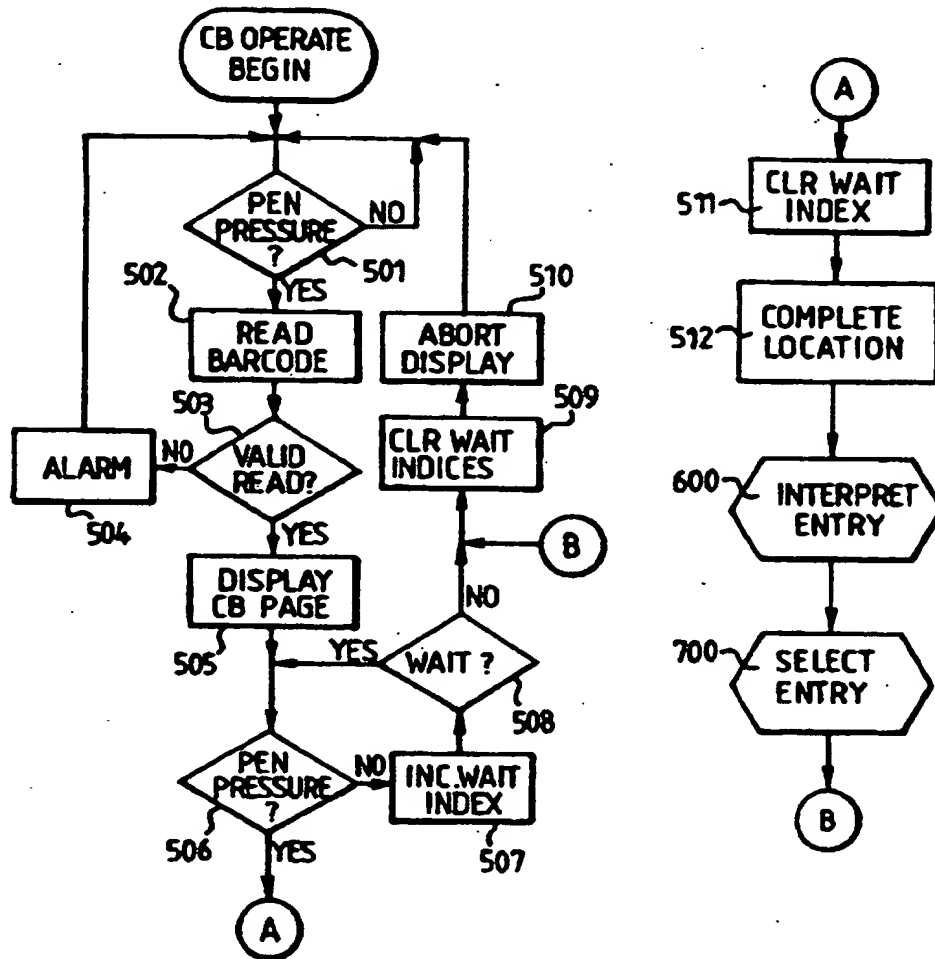 CB OPERATE
BEGIN
PEN
PRESSURE
?
NO
501
YES
502
READ
BARCODE
503
VALID
READ?
NO
ALARM
504
YES
DISPLAY
CB PAGE
505
PEN
PRESSURE
?
506
NO
YES
A
INC.WAIT
INDEX
507
WAIT ?
508
YES
NO
B
CLR WAIT
INDICES
509
ABORT
DISPLAY
510
A
CLR WAIT
INDEX
511
COMPLETE
LOCATION
512
INTERPRET
ENTRY
600
SELECT
ENTRY
700
B